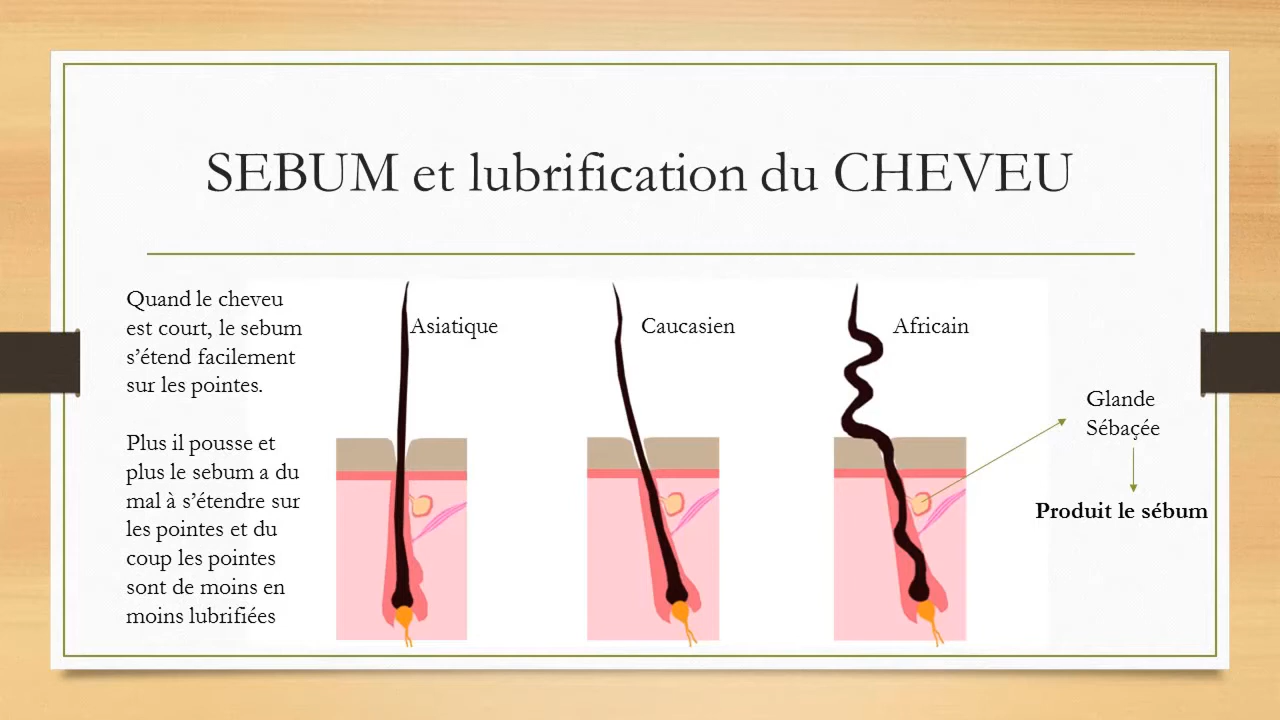 SEBUM et lubrification du CHEVEU
Quand le cheveu
est court, le sebum
s’étend facilement
sur les pointes.
Plus il pousse et
plus le sebum a du
mal à s’étendre sur
les pointes et du
coup les pointes
sont de moins en
moins lubrifiées
Asiatique
Caucasien
Africain
Glande
Sébaçée
Produit le sébum